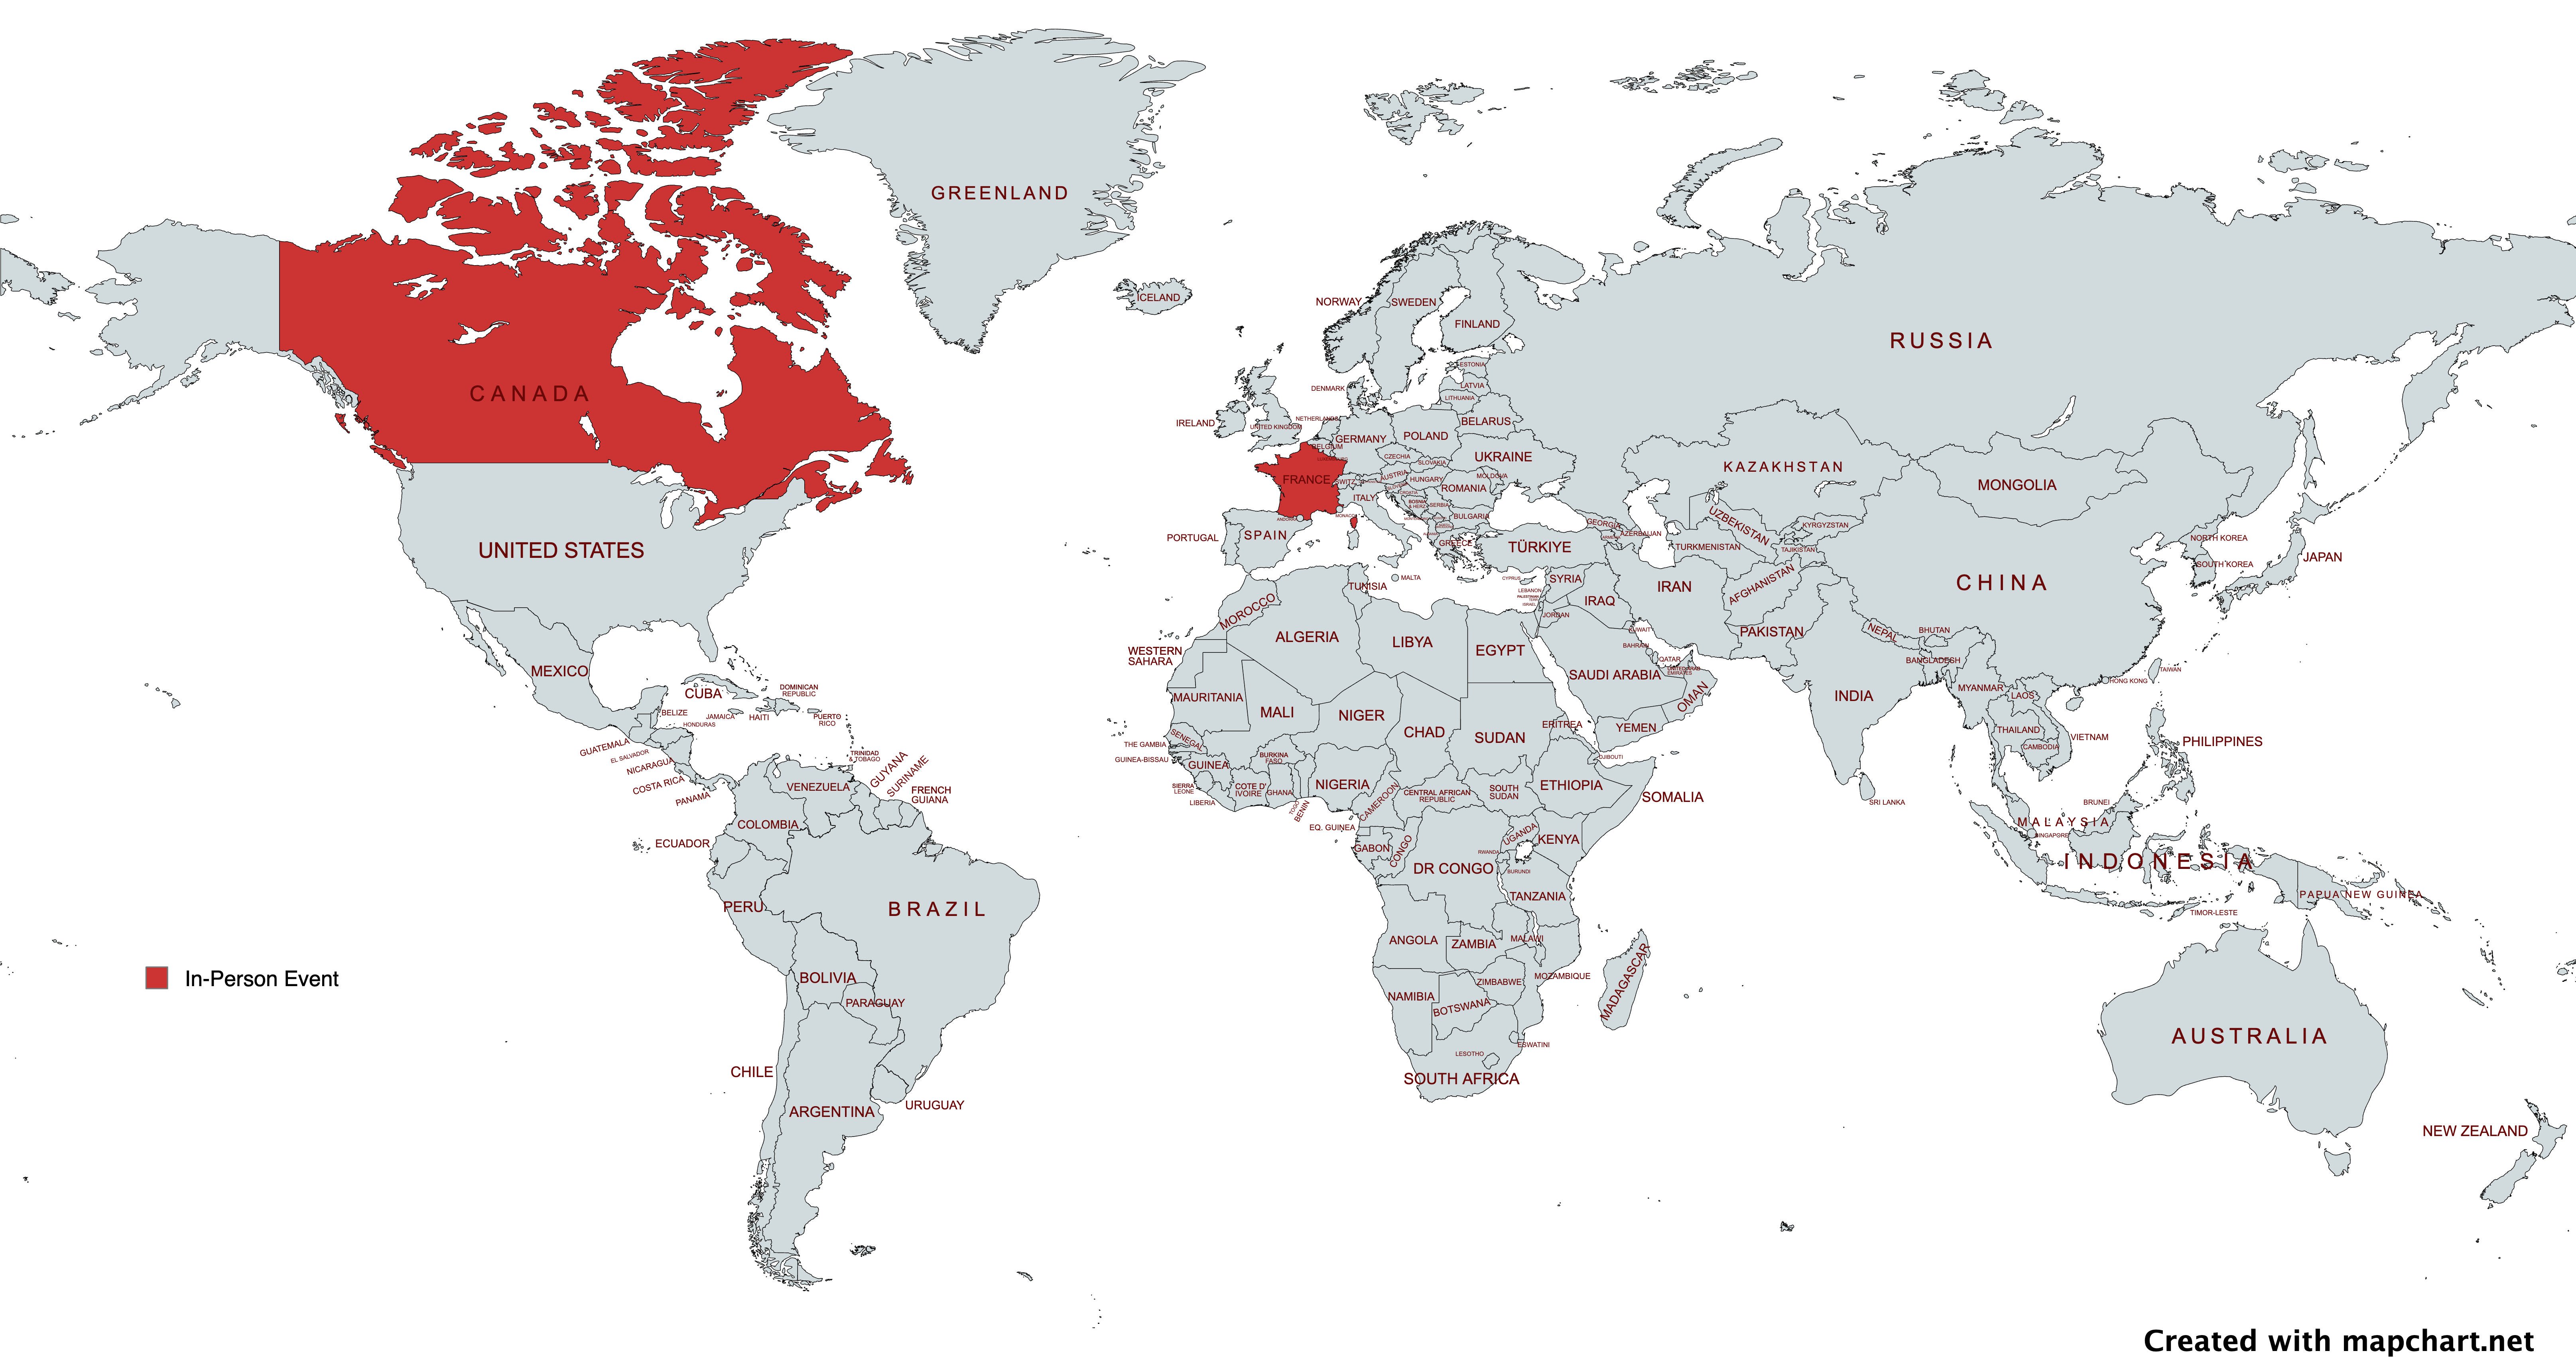 GREENLAND
ICELAND
NORWAY
SWEDEN
FINLAND
RUSSIA
CANADA
ESTONIA
LATVIA
LITHUANIA
DENMARK
IRELAND
UNITED KINGDOM
NETHERLANDS
BELGIUM
GERMANY
POLAND
BELARUS
UKRAINE
CZECHIA
SLOVAKIA
AUSTRIA
HUNGARY
MOLDOVA
ROMANIA
FRANCE
SWITZ.
ITALY
CROATIA
BOSNIA
& HERZ.
SERBIA
BULGARIA
ANDORRA
MONACO
PORTUGAL
SPAIN
GREECE
TÜRKIYE
GEORGIA
ARMENIA
AZERBAIJAN
KAZAKHSTAN
UZBEKISTAN
TURKMENISTAN
KYRGYZSTAN
TAJIKISTAN
MONGOLIA
CHINA
NORTH KOREA
SOUTH KOREA
JAPAN
UNITED STATES
MEXICO
CUBA
DOMINICAN
REPUBLIC
JAMAICA
HAITI
PUERTO
RICO
BELIZE
HONDURAS
GUATEMALA
EL SALVADOR
NICARAGUA
COSTA RICA
PANAMA
TRINIDAD
& TOBAGO
VENEZUELA
GUYANA
SURINAME
FRENCH
GUIANA
COLOMBIA
ECUADOR
PERU
BRAZIL
BOLIVIA
PARAGUAY
CHILE
ARGENTINA
URUGUAY
MALTA
TUNISIA
CYPRUS
LEBANON
ISRAEL
SYRIA
IRAQ
JORDAN
IRAN
AFGHANISTAN
PAKISTAN
KUWAIT
BAHRAIN
QATAR
UNITED ARAB
EMIRATES
SAUDI ARABIA
OMAN
YEMEN
MOROCCO
ALGERIA
LIBYA
EGYPT
WESTERN
SAHARA
MAURITANIA
MALI
NIGER
CHAD
SUDAN
ERITREA
DJIBOUTI
SENEGAL
THE GAMBIA
GUINEA-BISSAU
GUINEA
SIERRA
LEONE
LIBERIA
COTE D'
IVOIRE
BURKINA
FASO
GHANA
TOGO
BENIN
NIGERIA
CAMEROON
CENTRAL AFRICAN
REPUBLIC
SOUTH
SUDAN
ETHIOPIA
SOMALIA
EQ. GUINEA
GABON
CONGO
DR CONGO
UGANDA
KENYA
RWANDA
BURUNDI
TANZANIA
ANGOLA
ZAMBIA
MALAWI
MOZAMBIQUE
ZIMBABWE
NAMIBIA
BOTSWANA
MADAGASCAR
ESWATINI
LESOTHO
SOUTH AFRICA
NEPAL
BHUTAN
BANGLADESH
INDIA
SRI LANKA
MYANMAR
LAOS
THAILAND
CAMBODIA
VIETNAM
HONG KONG
TAIWAN
PHILIPPINES
BRUNEI
MALAYSIA
SINGAPORE
INDONESIA
TIMOR-LESTE
PAPUA NEW GUINEA
AUSTRALIA
NEW ZEALAND
In-Person Event
Created with mapchart.net